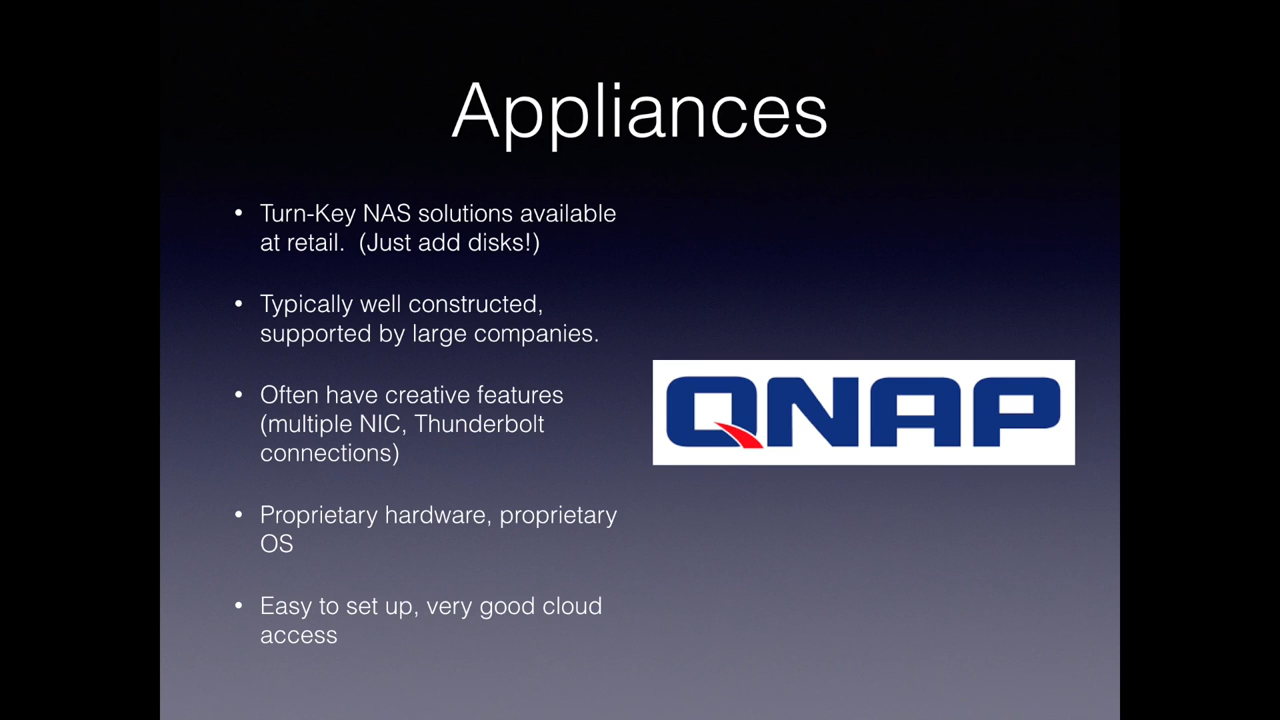 Appliances
• Turn-Key NAS solutions available
at retail.  (Just add disks!)
• Typically well constructed,
supported by large companies.
• Often have creative features
(multiple NIC, Thunderbolt
connections)
• Proprietary hardware, proprietary
OS
• Easy to set up, very good cloud
access
QNAP